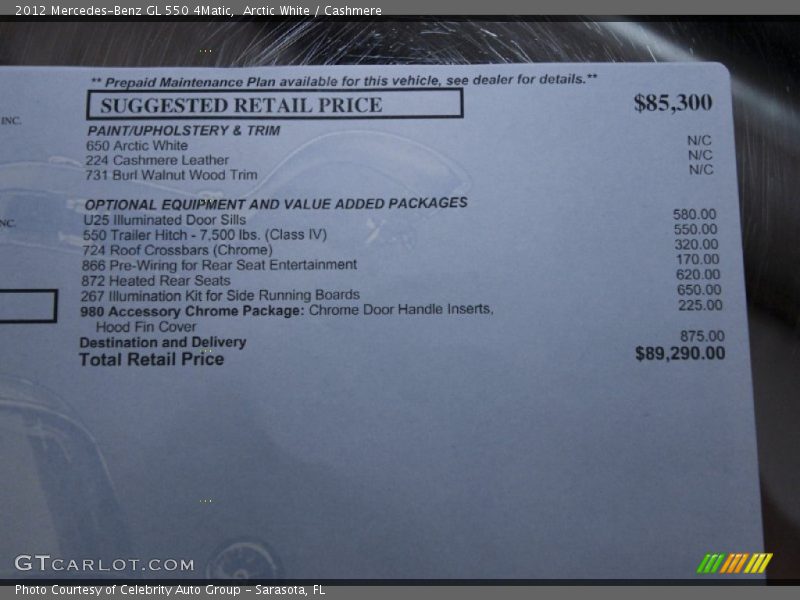 2012 Mercedes-Benz GL 550 4Matic,  Arctic White / Cashmere
** Prepaid Maintenance Plan available for this vehicle, see dealer for details.**
INC.
SUGGESTED RETAIL PRICE $85,300
PAINT/UPHOLSTERY & TRIM
650 Arctic White N/C
224 Cashmere Leather N/C
731 Burl Walnut Wood Trim N/C
OPTIONAL EQUIPMENT AND VALUE ADDED PACKAGES
NC.
U25 Illuminated Door Sills 580.00
550 Trailer Hitch - 7,500 lbs. (Class IV) 550.00
724 Roof Crossbars (Chrome) 320.00
866 Pre-Wiring for Rear Seat Entertainment 170.00
872 Heated Rear Seats 620.00
267 Illumination Kit for Side Running Boards 650.00
980 Accessory Chrome Package: Chrome Door Handle Inserts, 225.00
Hood Fin Cover
Destination and Delivery 875.00
Total Retail Price $89,290.00
GTCARLOT.COM
Photo Courtesy of Celebrity Auto Group - Sarasota, FL